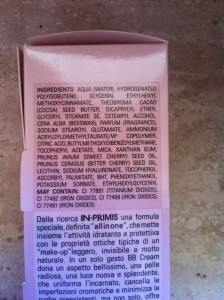 INGREDIENTS: AQUA (WATER), HYDROGENATED
POLYISOBUTENE, GLYCERIN, ETHYLHEXYL
METHOXYCINNAMATE, THEOBROMA CACAO
(COCOA) SEED BUTTER, DICAPRYLYL ETHER,
GLYCERYL STEARATE SE, CETEARYL ALCOHOL,
CERA ALBA (BEESWAX), PARFUM (FRAGRANCE),
SODIUM STEAROYL GLUTAMATE, AMMONIUM
ACRYLOYLDIMETHYLTAURATE/VP COPOLYMER,
CITRIC ACID, BUTYLMETHOXYDIBENZOYLMETHANE,
TOCOPHERYL ACETATE, MICA, XANTHAN GUM,
PRUNUS AVIUM (SWEET CHERRY) SEED OIL,
PRUNUS CERASUS (BITTER CHERRY) SEED OIL,
LECITHIN, SODIUM HYALURONATE, TOCOPHEROL,
ASCORBYL PALMITATE, BHT, PHENOXYETHANOL,
POTASSIUM SORBATE, ETHYLHEXYLGLYCERIN.
MAY CONTAIN: CI 77891 (TITANIUM DIOXIDE),
CI 77492 (IRON OXIDES), CI 77499 (IRON OXIDES),
CI 77491 (IRON OXIDES)
Dalla ricerca IN-PRIMIS una formula
speciale, definita "all in one", che mette
insieme l'attività idratante e protettiva
con le proprietà ottiche tipiche di un
"make-up" leggero, invisibile e molto
naturale. In un solo gesto BB Cream
dona un aspetto bellissimo, una pelle
radiosa, una luce nuova e splendente,
che uniforma l'incarnato, cancella le
imperfezioni cromatiche e minimizza le
rughe preesistenti, ma non solo, offre